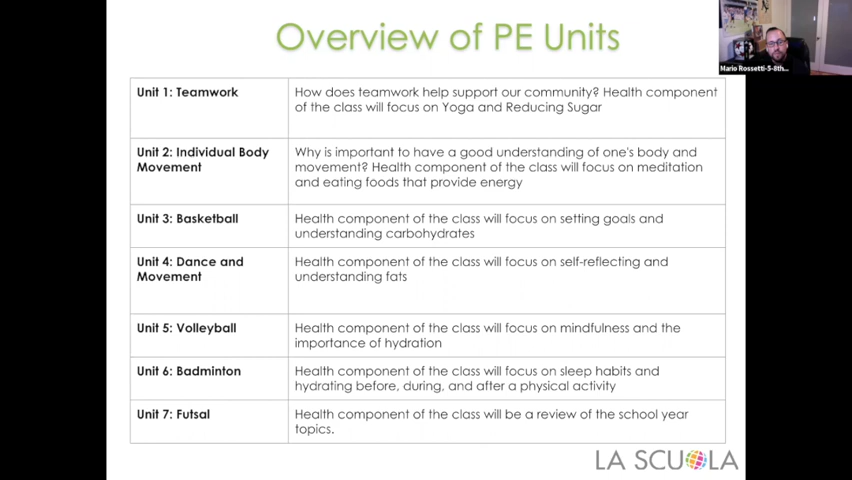 Overview of PE Units
Mario Rossetti-5-8th...
Unit 1: Teamwork
How does teamwork help support our community? Health component
of the class will focus on Yoga and Reducing Sugar
Unit 2: Individual Body
Movement
Why is important to have a good understanding of one's body and
movement? Health component of the class will focus on meditation
and eating foods that provide energy
Unit 3: Basketball
Health component of the class will focus on setting goals and
understanding carbohydrates
Unit 4: Dance and
Movement
Health component of the class will focus on self-reflecting and
understanding fats
Unit 5: Volleyball
Health component of the class will focus on mindfulness and the
importance of hydration
Unit 6: Badminton
Health component of the class will focus on sleep habits and
hydrating before, during, and after a physical activity
Unit 7: Futsal
Health component of the class will be a review of the school year
topics.
LA SCUOLA